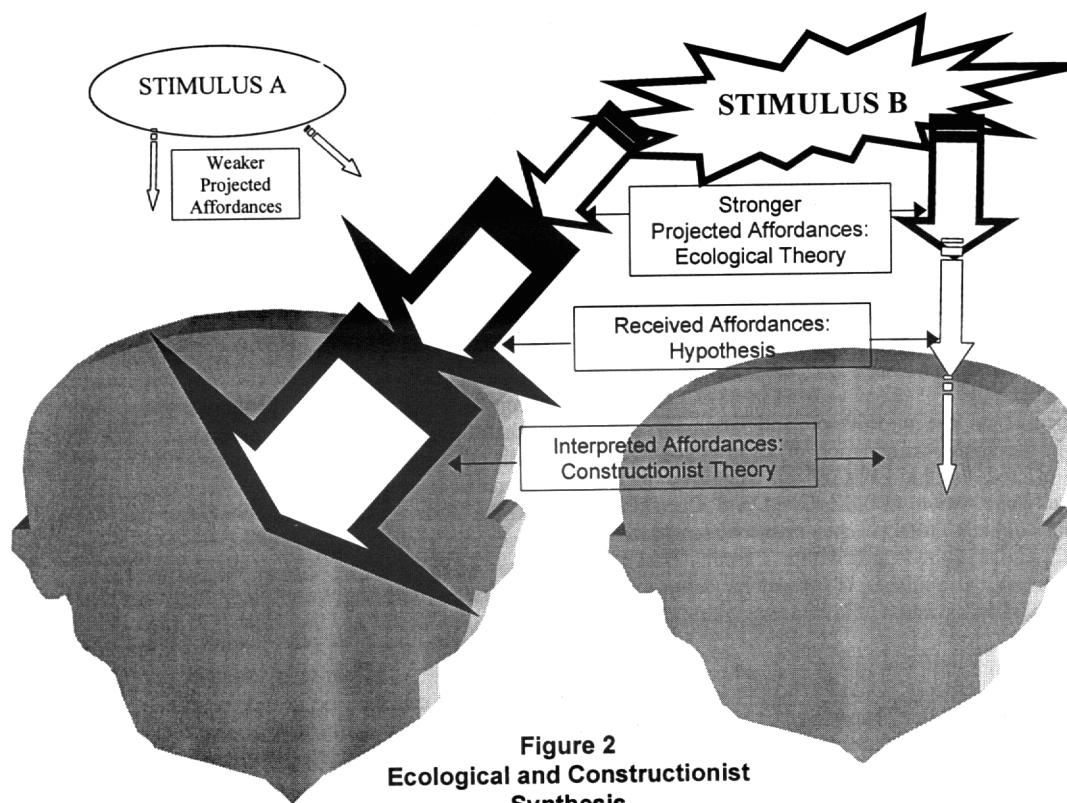 STIMULUS A
STIMULUS B
Weaker
Projected
Affordances
Stronger
Projected Affordances:
Ecological Theory
Received Affordances:
Hypothesis
Interpreted Affordances:
Constructionist Theory
Figure 2
Ecological and Constructionist
Synthesis